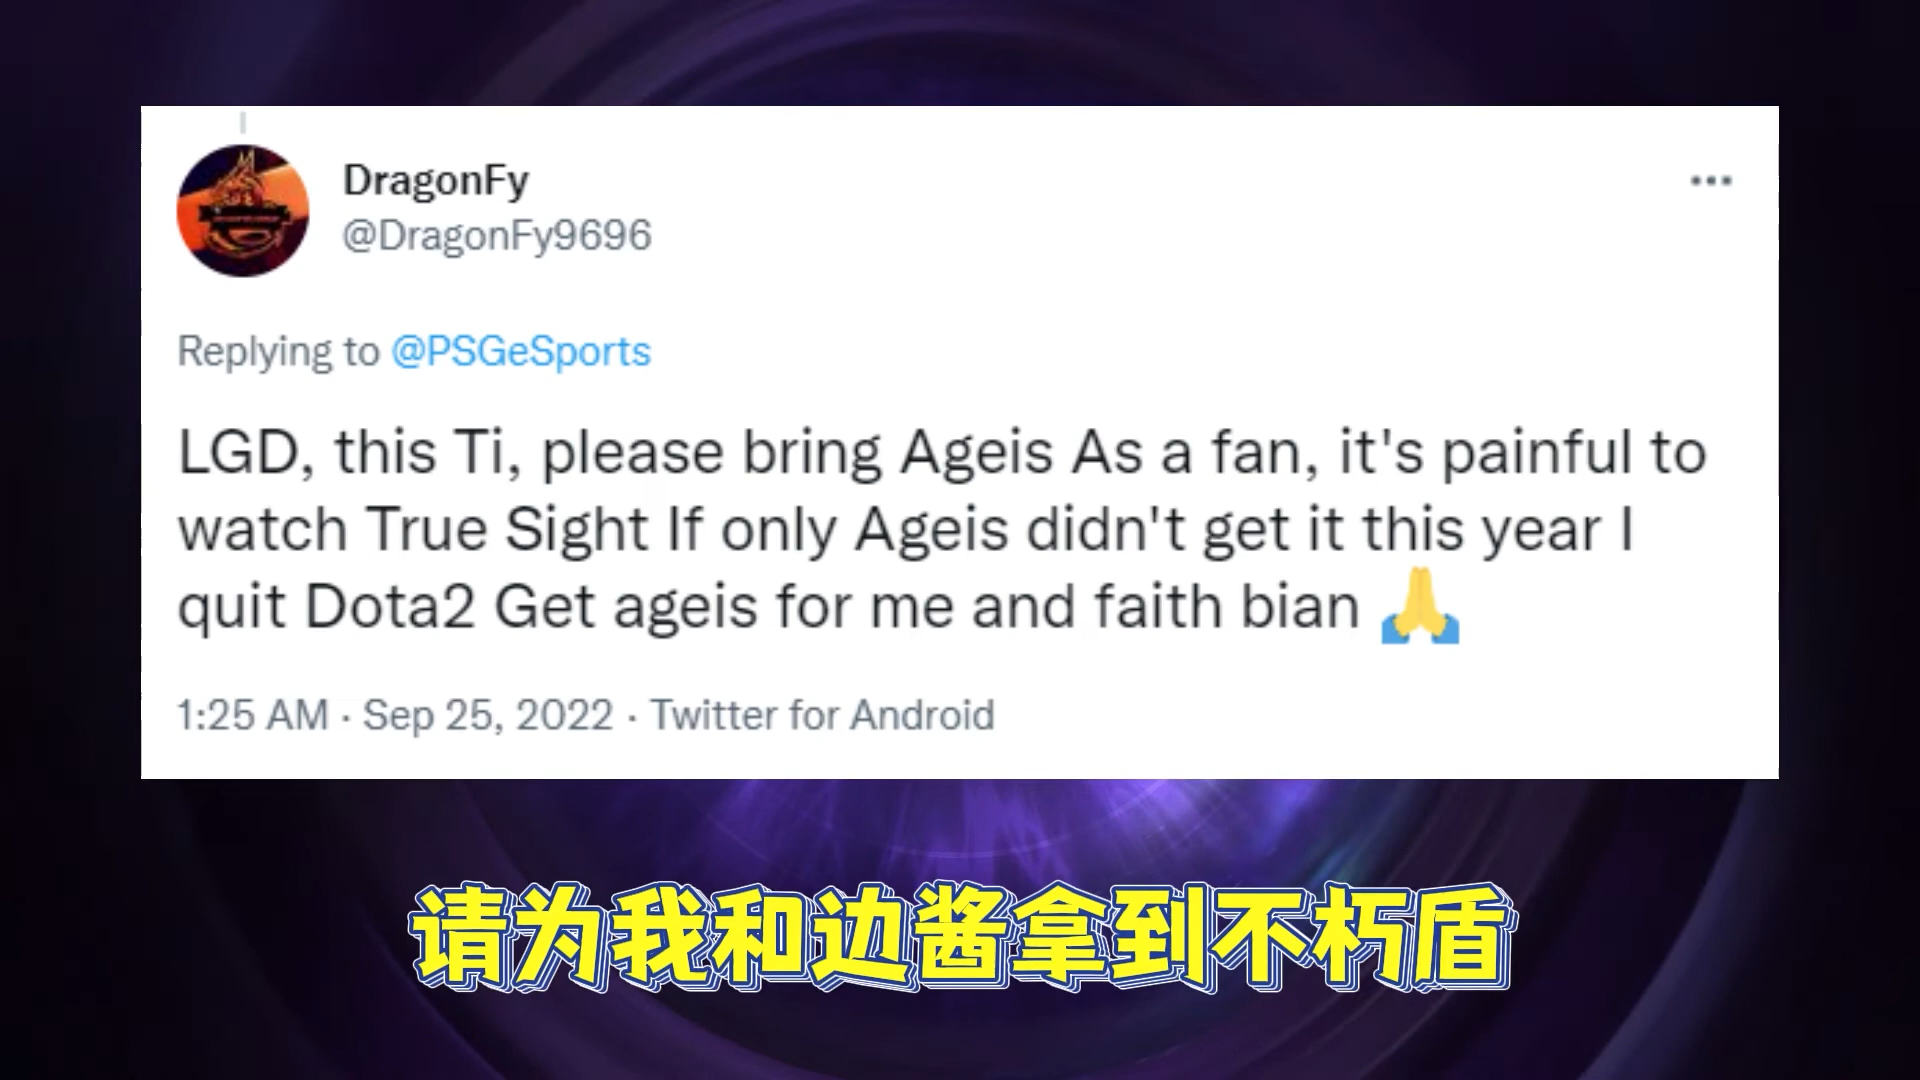 DragonFy
@DragonFy9696
Replying to @PSGeSports
LGD, this Ti, please bring Ageis As a fan, it's painful to
watch True Sight If only Ageis didn't get it this year I
quit Dota2 Get ageis for me and faith bian 🙏
1:25 AM · Sep 25, 2022 · Twitter for Android
请为我和边酱拿到不朽盾